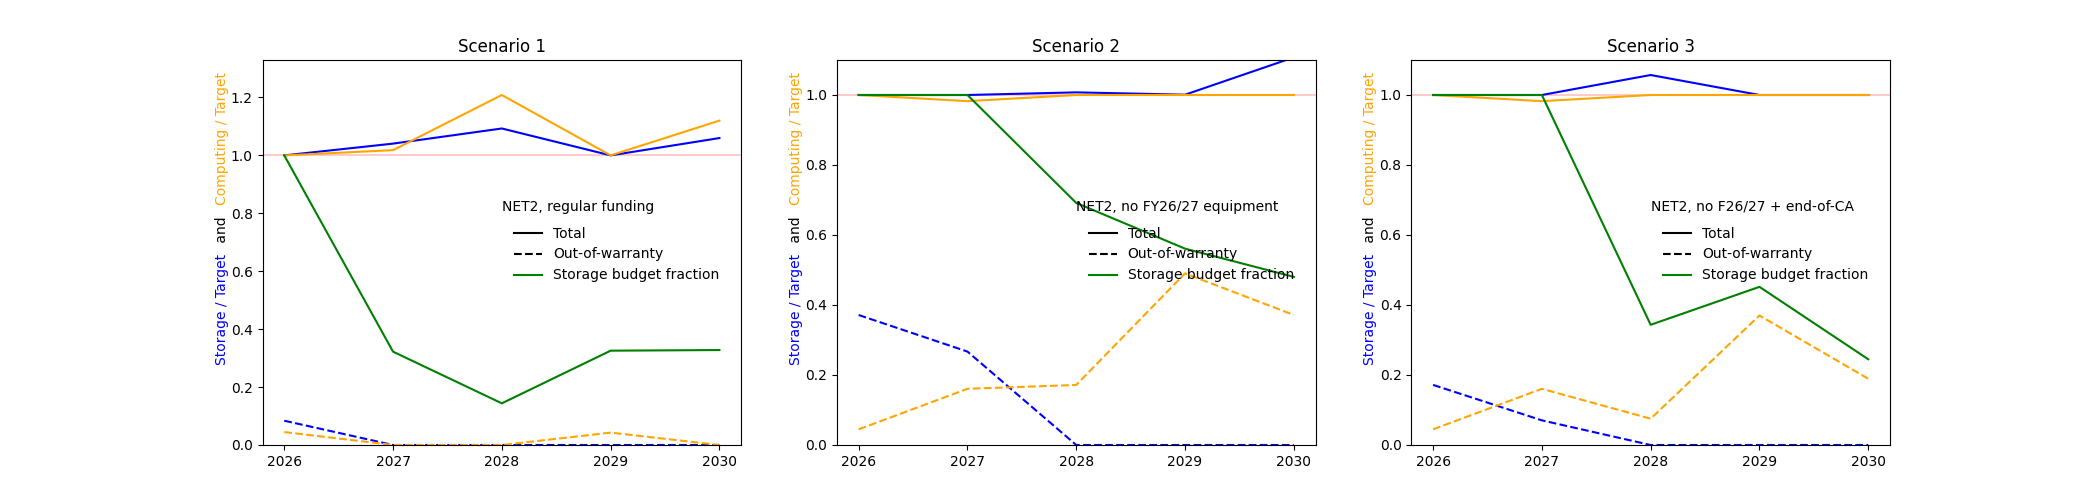 Scenario 1
Storage / Target and Computing / Target
1.2
1.0
0.8
0.6
0.4
0.2
0.0
NET2, regular funding
Total
Out-of-warranty
Storage budget fraction
2026 2027 2028 2029 2030
Scenario 2
Storage / Target and Computing / Target
1.0
0.8
0.6
0.4
0.2
0.0
NET2, no FY26/27 equipment
Total
Out-of-warranty
Storage budget fraction
2026 2027 2028 2029 2030
Scenario 3
Storage / Target and Computing / Target
1.0
0.8
0.6
0.4
0.2
0.0
NET2, no F26/27 + end-of-CA
Total
Out-of-warranty
Storage budget fraction
2026 2027 2028 2029 2030